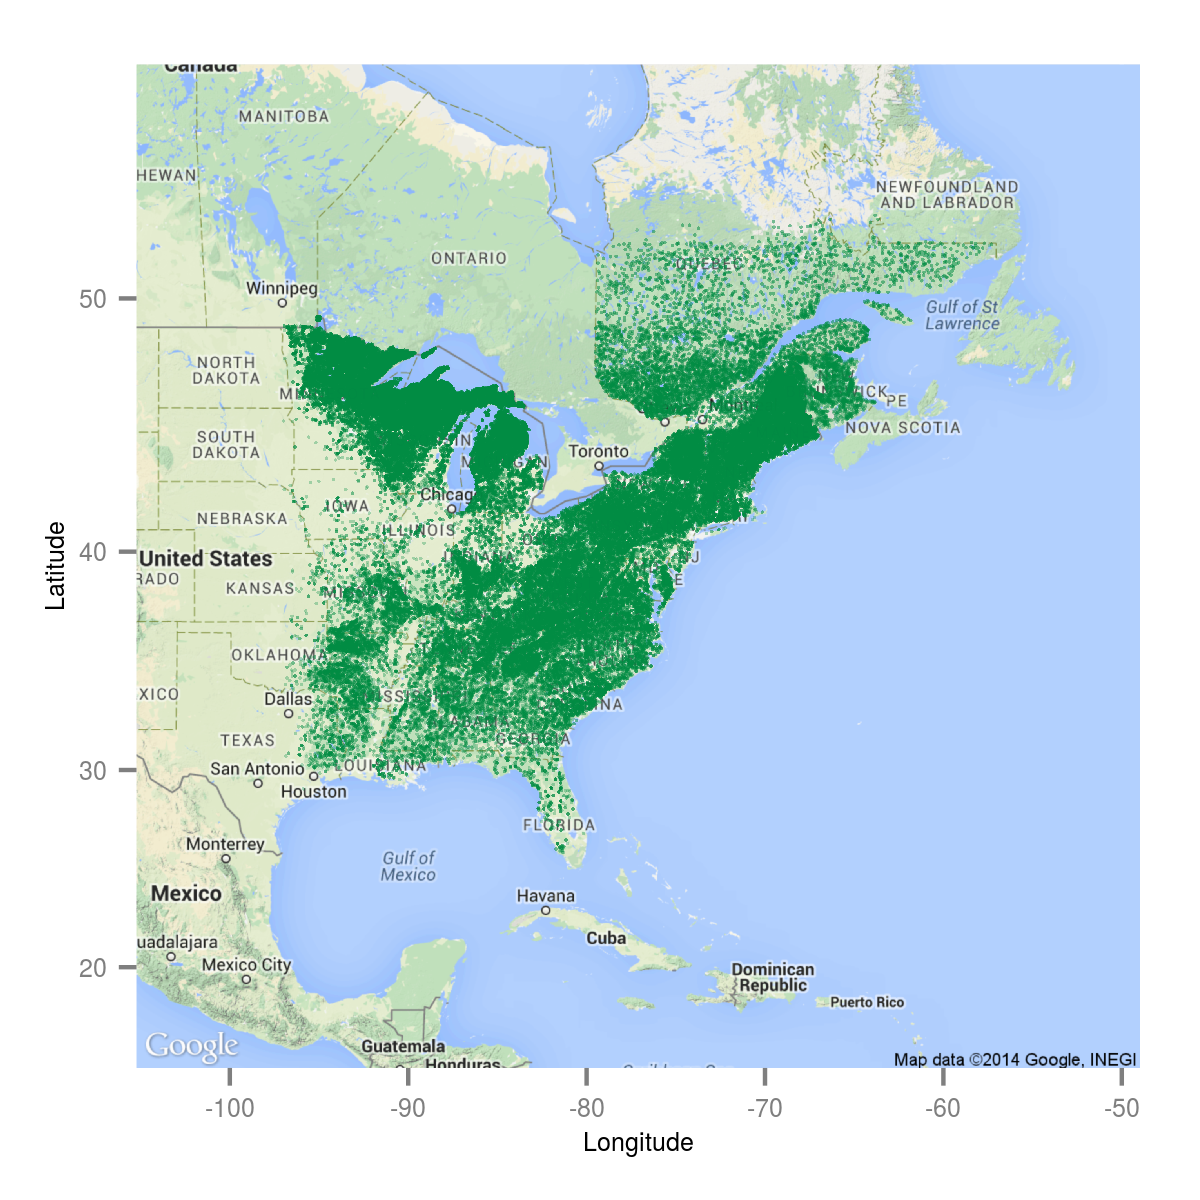 Canada
MANITOBA
HEWAN
NEWFOUNDLAND
AND LABRADOR
ONTARIO
QUEBEC
Winnipeg
50
Gulf of St
Lawrence
NORTH
DAKOTA
PE
NOVA SCOTIA
SOUTH
DAKOTA
Toronto
Chicag
IOWA
NEBRASKA
ILLINOIS
40
United States
NJ
RADO
KANSAS
E
OKLAHOMA
XICO
Dallas
NA
TEXAS
GEORGIA
30
San Antonio
LOUISIANA
Houston
FLORIDA
Monterrey
Gulf of
Mexico
Mexico
Havana
Cuba
uadalajara
Mexico City
20
Dominican
Republic
Puerto Rico
Google
Guatemala
Honduras
Map data ©2014 Google, INEGI
-100
-90
-80
-70
-60
-50
Longitude
Latitude